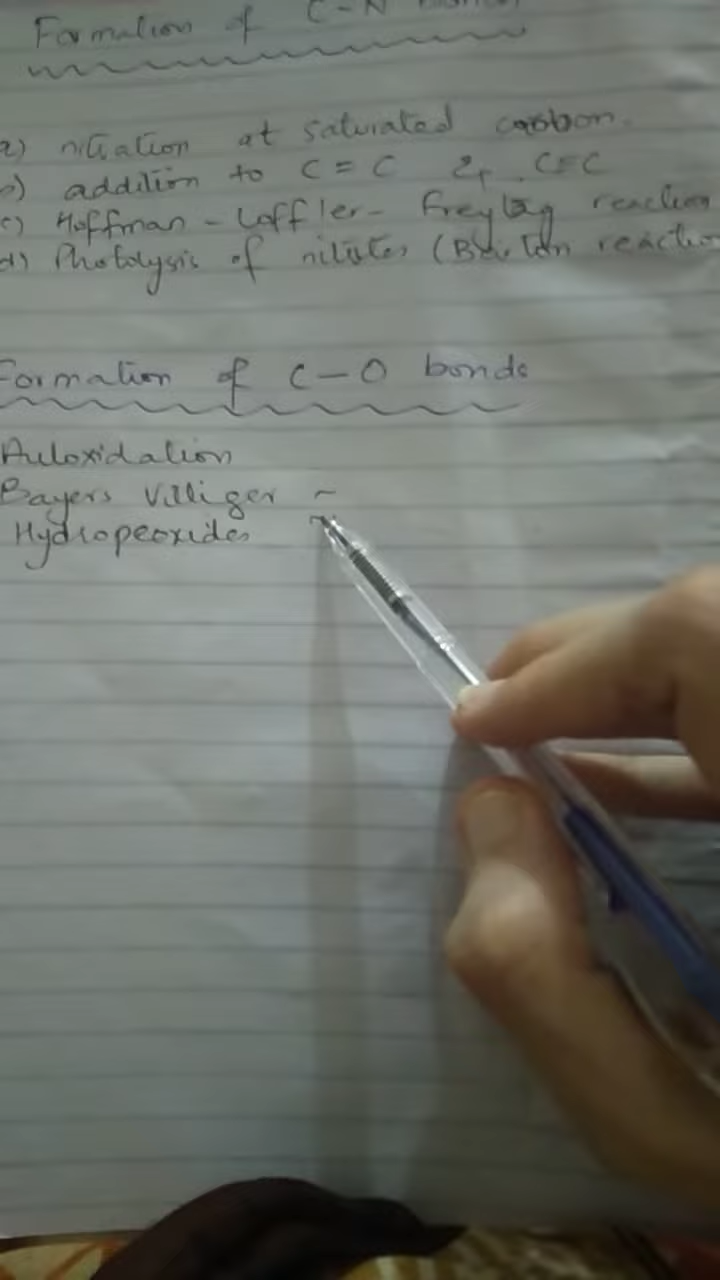 Formation of C-N
a) nitration at saturated carbon.
b) addition to C=C & C≡C
c) Hoffman - Loffler - Freytag reaction
d) Photolysis of nitrites (Barton reaction
Formation of C-O bonds
Autoxidation
Bayers Villiger ~
Hydropeoxides